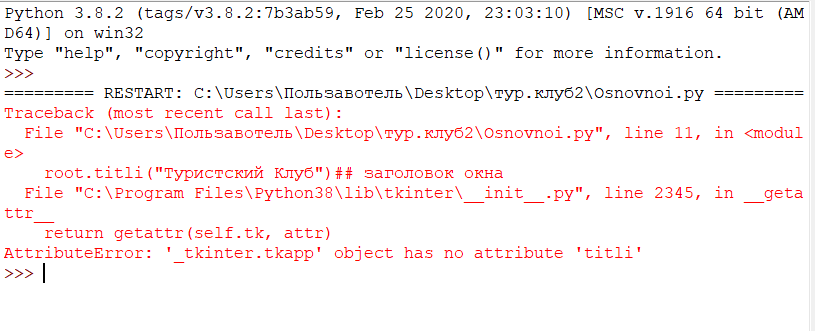 Python 3.8.2 (tags/v3.8.2:7b3ab59, Feb 25 2020, 23:03:10) [MSC v.1916 64 bit (AM
D64)] on win32
Type "help", "copyright", "credits" or "license()" for more information.
>>>
========= RESTART: C:\Users\Пользавотель\Desktop\тур.клуб2\Osnovnoi.py =========
Traceback (most recent call last):
  File "C:\Users\Пользавотель\Desktop\тур.клуб2\Osnovnoi.py", line 11, in <modul
e>
    root.titli("Туристский Клуб")## заголовок окна
  File "C:\Program Files\Python38\lib\tkinter\__init__.py", line 2345, in __geta
ttr__
    return getattr(self.tk, attr)
AttributeError: '_tkinter.tkapp' object has no attribute 'titli'
>>>